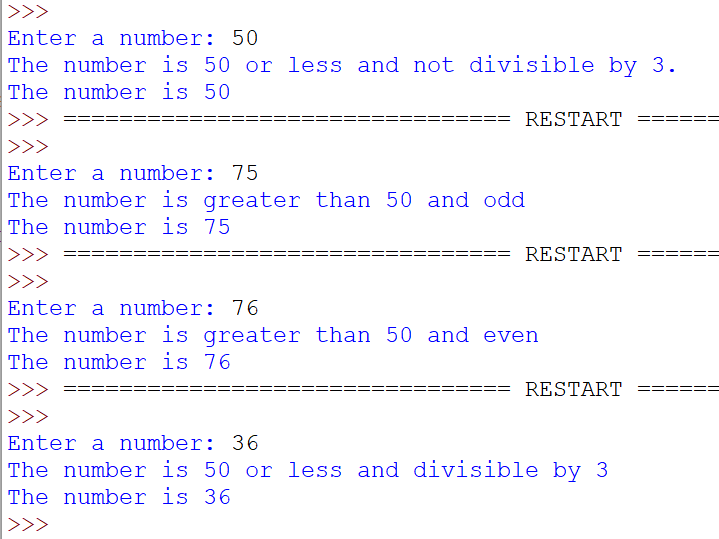 >>>
Enter a number: 50
The number is 50 or less and not divisible by 3.
The number is 50
>>> ================================ RESTART ======
>>>
Enter a number: 75
The number is greater than 50 and odd
The number is 75
>>> ================================ RESTART ======
>>>
Enter a number: 76
The number is greater than 50 and even
The number is 76
>>> ================================ RESTART ======
>>>
Enter a number: 36
The number is 50 or less and divisible by 3
The number is 36
>>>